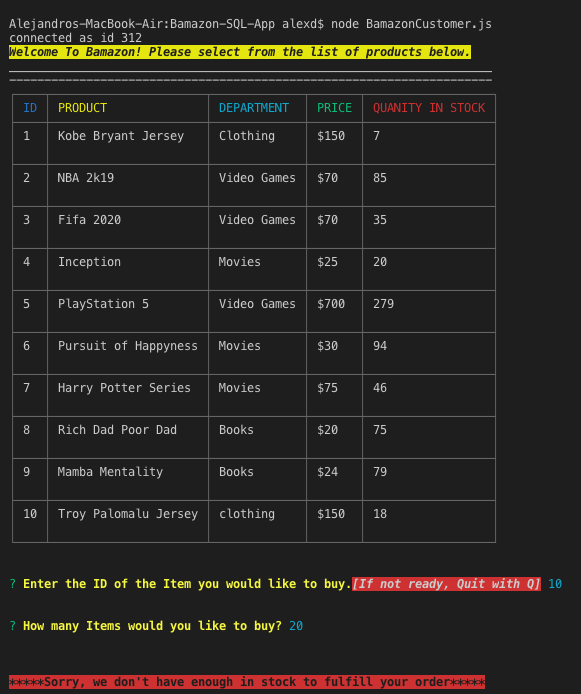 Alejandros-MacBook-Air:Bamazon-SQL-App alexd$ node BamazonCustomer.js
connected as id 312
Welcome To Bamazon! Please select from the list of products below.
ID PRODUCT DEPARTMENT PRICE QUANITY IN STOCK
1 Kobe Bryant Jersey Clothing $150 7
2 NBA 2k19 Video Games $70 85
3 Fifa 2020 Video Games $70 35
4 Inception Movies $25 20
5 PlayStation 5 Video Games $700 279
6 Pursuit of Happyness Movies $30 94
7 Harry Potter Series Movies $75 46
8 Rich Dad Poor Dad Books $20 75
9 Mamba Mentality Books $24 79
10 Troy Palomalu Jersey clothing $150 18
? Enter the ID of the Item you would like to buy.[If not ready, Quit with Q] 10
? How many Items would you like to buy? 20
*****Sorry, we don't have enough in stock to fulfill your order*****